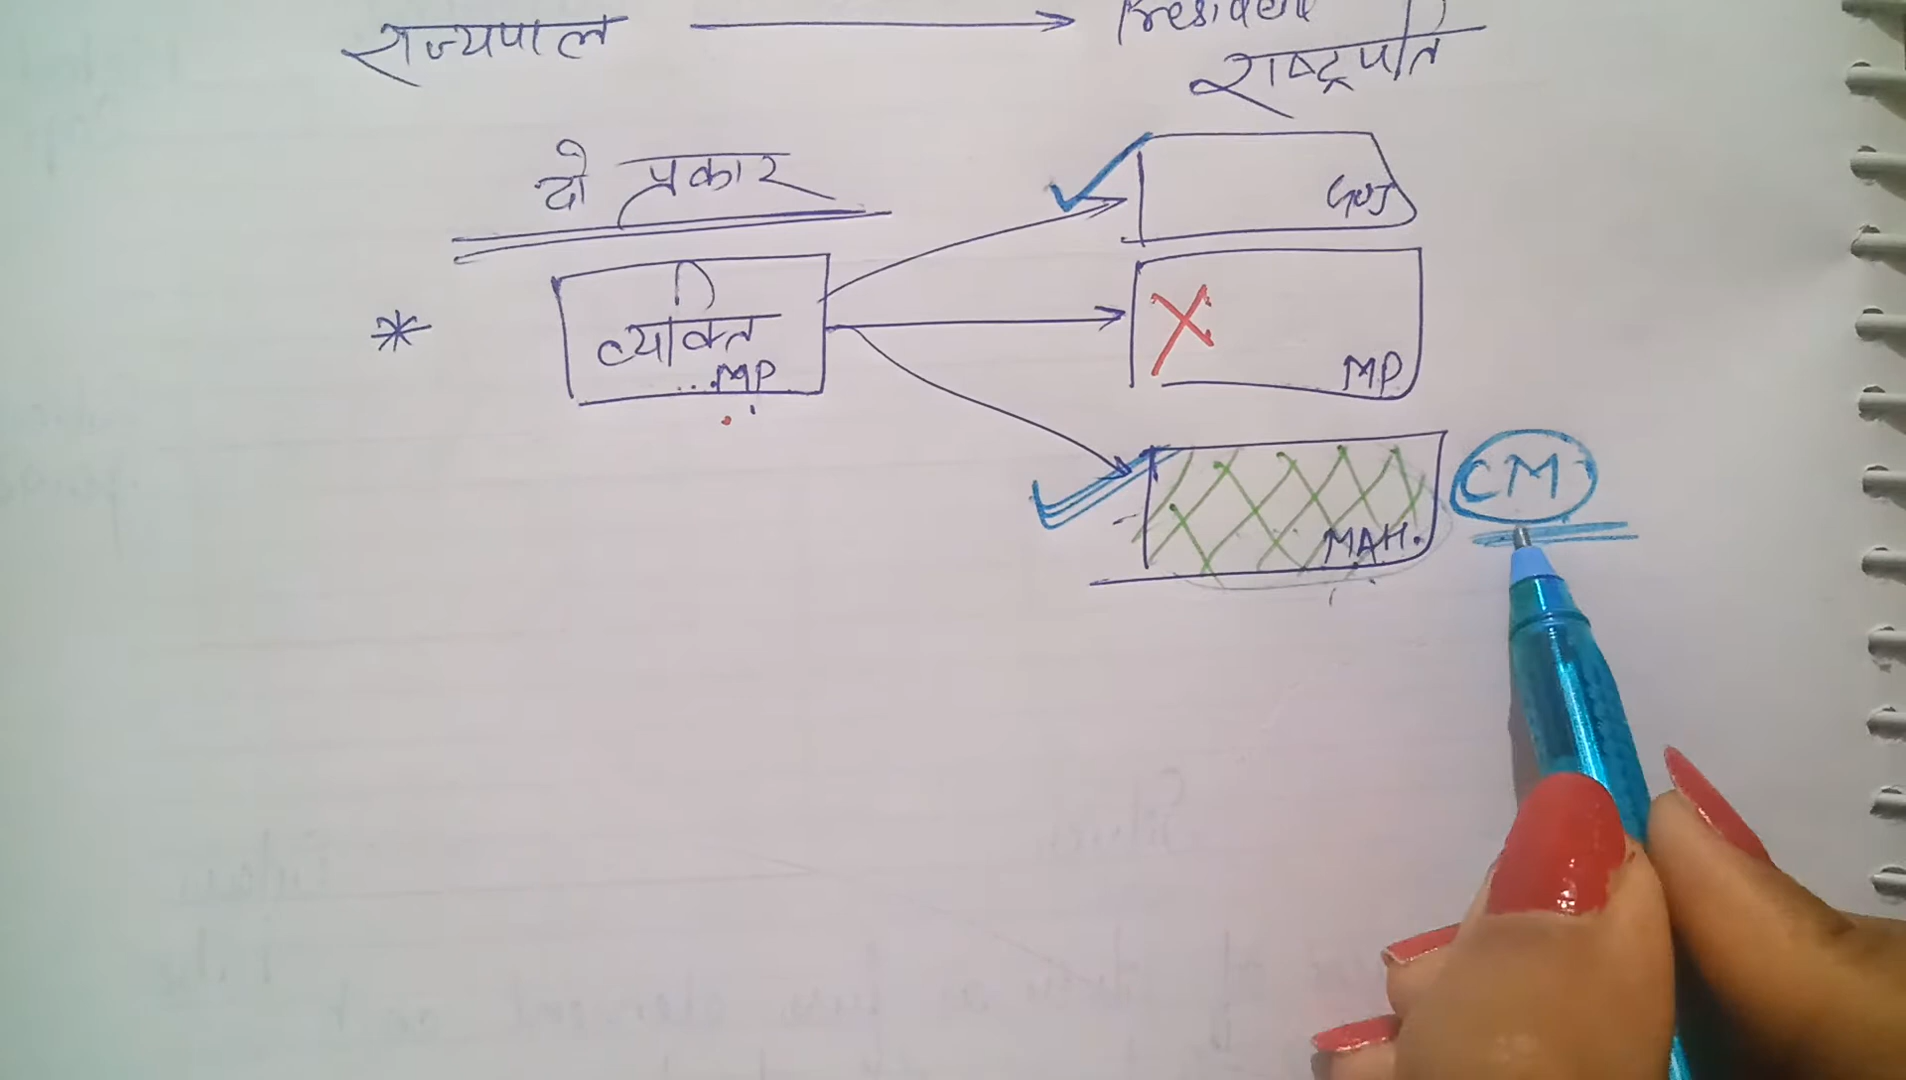 राज्यपाल President
राष्ट्रपति
दो प्रकार
GUJ
व्यक्ति
MP
MP
CM
MAH.